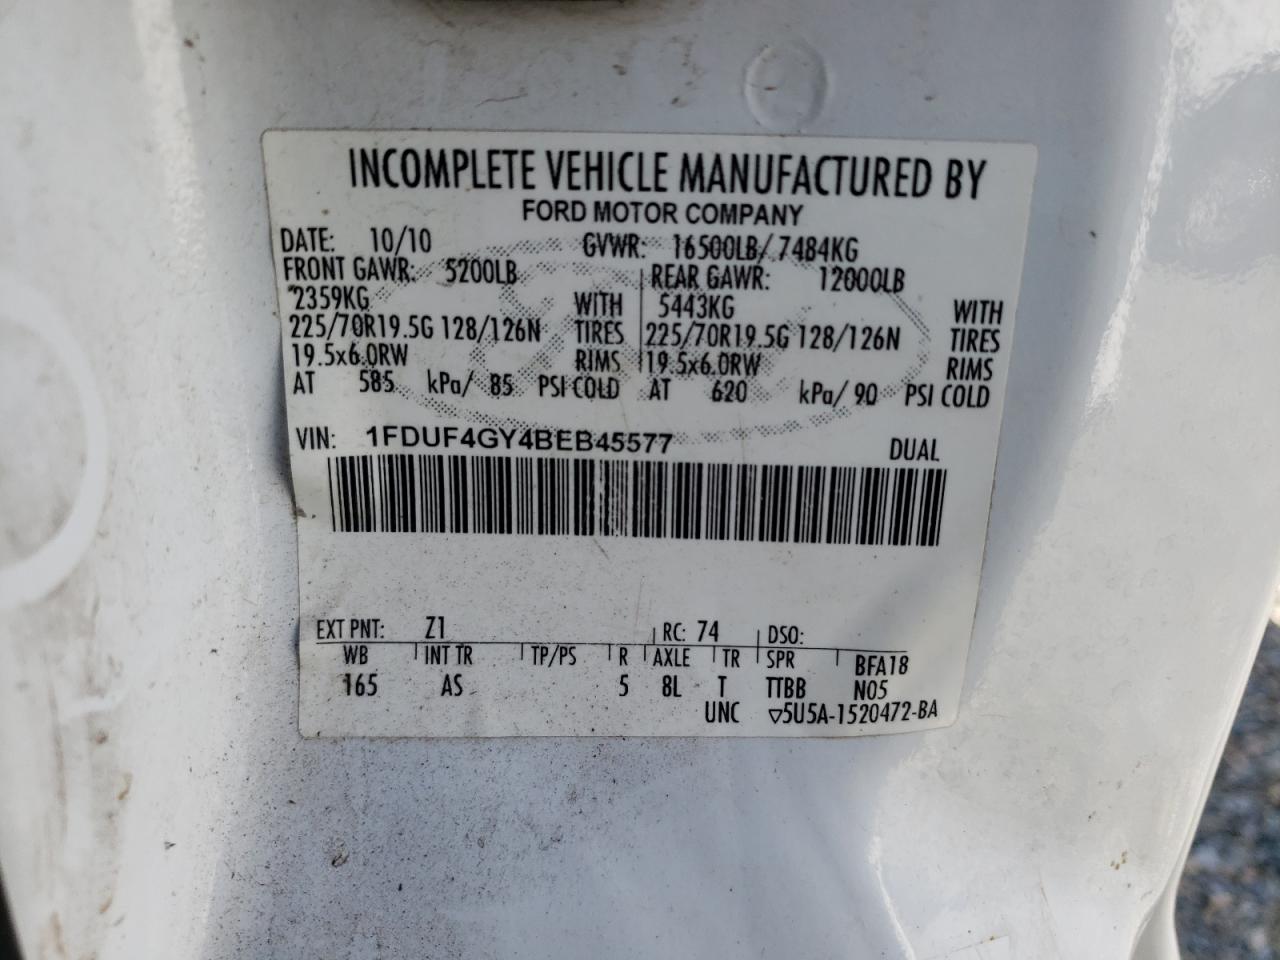 INCOMPLETE VEHICLE MANUFACTURED BY
FORD MOTOR COMPANY
DATE: 10/10 GVWR: 16500LB/ 7484KG
FRONT GAWR: 5200LB REAR GAWR: 12000LB
2359KG WITH 5443KG WITH
225/70R19.5G 128/126N TIRES 225/70R19.5G 128/126N TIRES
19.5x6.0RW RIMS 19.5x6.0RW RIMS
AT 585 kPa/ 85 PSI COLD AT 620 kPa/ 90 PSI COLD
VIN: 1FDUF4GY4BEB45577 DUAL
EXT PNT: Z1 RC: 74 DSO:
WB INT TR TP/PS R AXLE TR SPR BFA18
165 AS 5 8L T TTBB N05
UNC ▽5U5A-1520472-BA